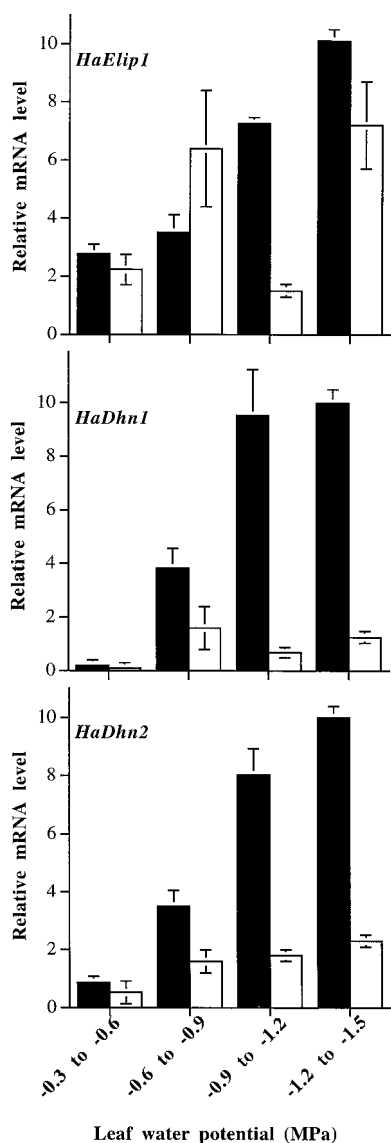 HaElip1
Relative mRNA level
10
8
6
4
2
0
HaDhn1
Relative mRNA level
10
8
6
4
2
0
HaDhn2
Relative mRNA level
10
8
6
4
2
0
-0.3 to -0.6
-0.6 to -0.9
-0.9 to -1.2
-1.2 to -1.5
Leaf water potential (MPa)